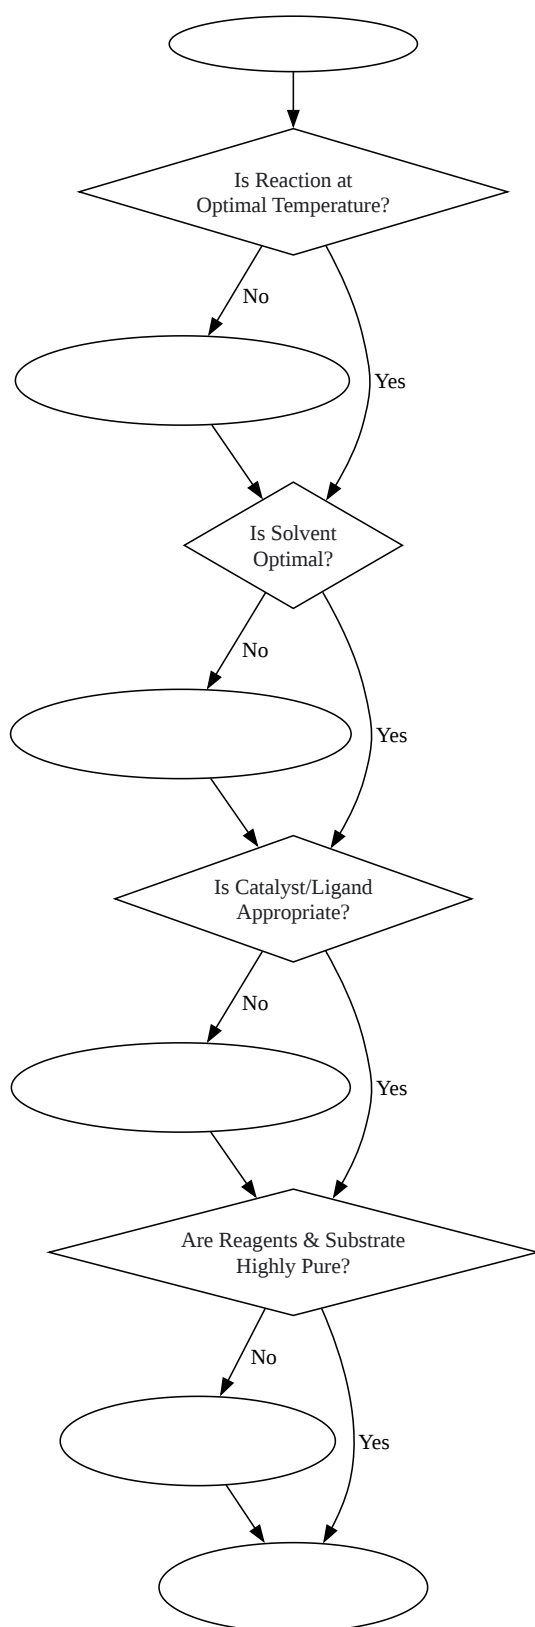 Is Reaction at
Optimal Temperature?
No
Yes
Is Solvent
Optimal?
No
Yes
Is Catalyst/Ligand
Appropriate?
No
Yes
Are Reagents & Substrate
Highly Pure?
No
Yes